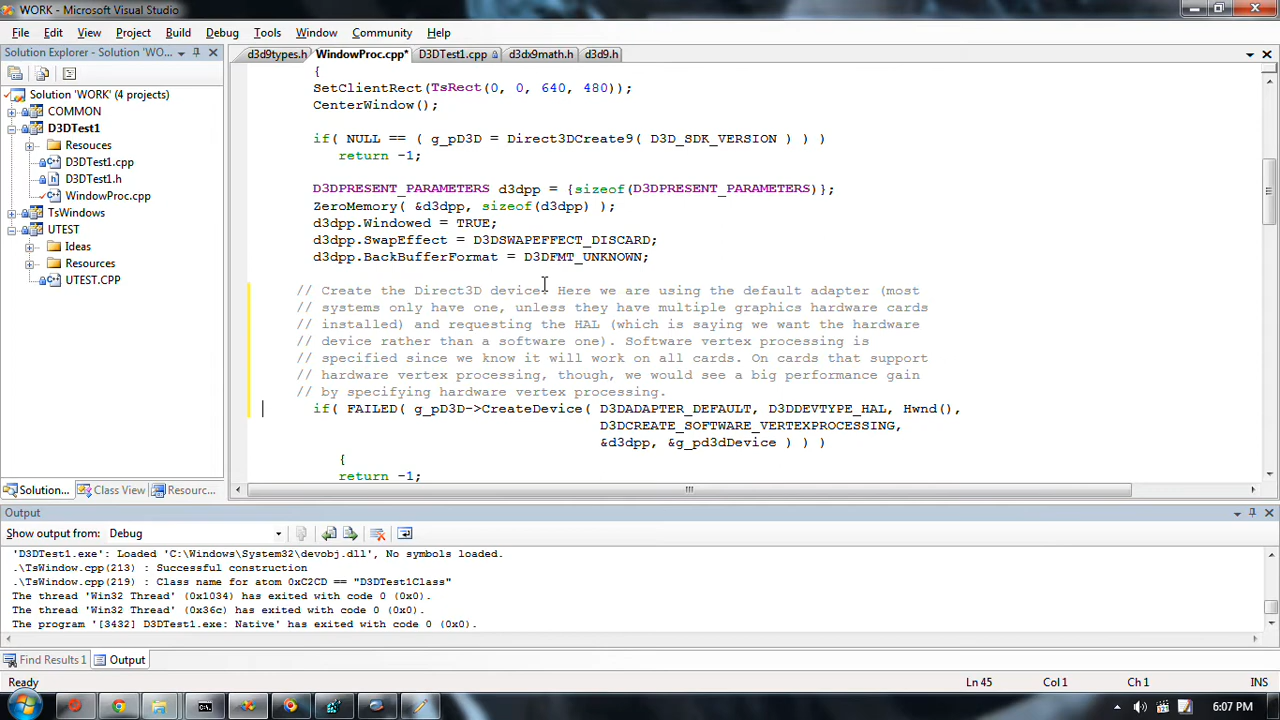 WORK - Microsoft Visual Studio
File Edit View Project Build Debug Tools Window Community Help
Solution Explorer - Solution 'WO...
d3d9types.h WindowProc.cpp* D3DTest1.cpp d3dx9math.h d3d9.h
Solution 'WORK' (4 projects)
COMMON
D3DTest1
Resouces
D3DTest1.cpp
D3DTest1.h
WindowProc.cpp
TsWindows
UTEST
Ideas
Resources
UTEST.CPP
Solution... Class View Resourc...
{
SetClientRect(TsRect(0, 0, 640, 480));
CenterWindow();
if( NULL == ( g_pD3D = Direct3DCreate9( D3D_SDK_VERSION ) ) )
return -1;
D3DPRESENT_PARAMETERS d3dpp = {sizeof(D3DPRESENT_PARAMETERS)};
ZeroMemory( &d3dpp, sizeof(d3dpp) );
d3dpp.Windowed = TRUE;
d3dpp.SwapEffect = D3DSWAPEFFECT_DISCARD;
d3dpp.BackBufferFormat = D3DFMT_UNKNOWN;
// Create the Direct3D device. Here we are using the default adapter (most
// systems only have one, unless they have multiple graphics hardware cards
// installed) and requesting the HAL (which is saying we want the hardware
// device rather than a software one). Software vertex processing is
// specified since we know it will work on all cards. On cards that support
// hardware vertex processing, though, we would see a big performance gain
// by specifying hardware vertex processing.
if( FAILED( g_pD3D->CreateDevice( D3DADAPTER_DEFAULT, D3DDEVTYPE_HAL, Hwnd(),
D3DCREATE_SOFTWARE_VERTEXPROCESSING,
&d3dpp, &g_pd3dDevice ) ) )
{
return -1;
Output
Show output from: Debug
'D3DTest1.exe': Loaded 'C:\Windows\System32\devobj.dll', No symbols loaded.
.\TsWindow.cpp(213) : Successful construction
.\TsWindow.cpp(219) : Class name for atom 0xC2CD == "D3DTest1Class"
The thread 'Win32 Thread' (0x1034) has exited with code 0 (0x0).
The thread 'Win32 Thread' (0x36c) has exited with code 0 (0x0).
The program '[3432] D3DTest1.exe: Native' has exited with code 0 (0x0).
Find Results 1 Output
Ready Ln 45 Col 1 Ch 1 INS
6:07 PM